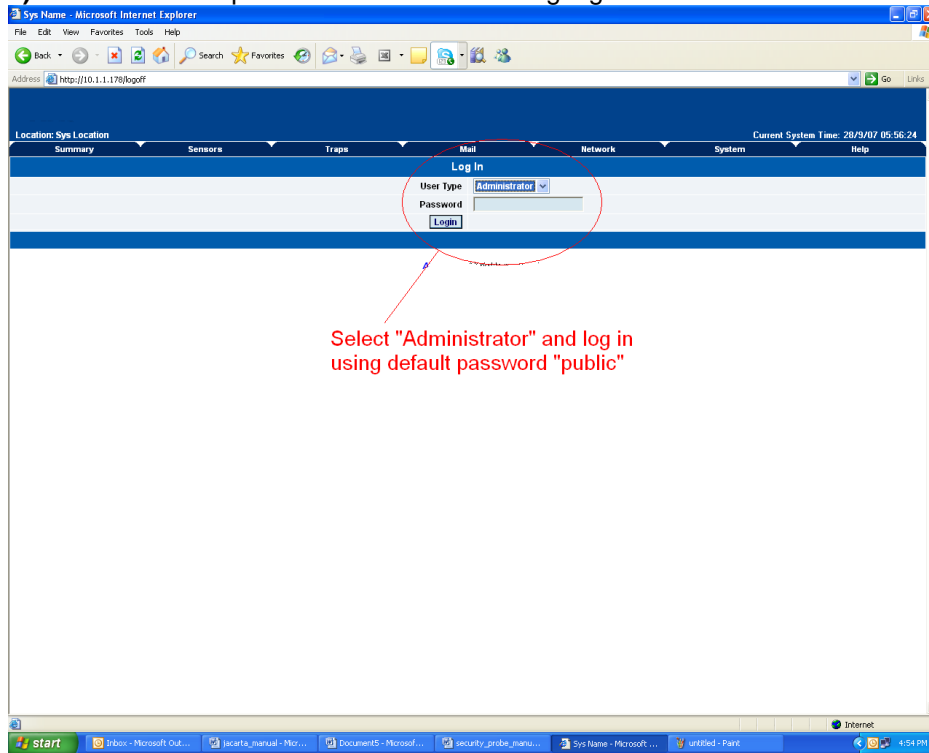 Sys Name - Microsoft Internet Explorer
File Edit View Favorites Tools Help
Back Search Favorites
Address http://10.1.1.178/logoff Go Links
Location: Sys Location Current System Time: 28/9/07 05:56:24
Summary Sensors Traps Mail Network System Help
Log In
User Type Administrator
Password
Login
Select "Administrator" and log in
using default password "public"
Internet
start Inbox - Microsoft Out... jacarta_manual - Micr... Document5 - Microsof... security_probe_manu... Sys Name - Microsoft ... untitled - Paint 4:54 PM